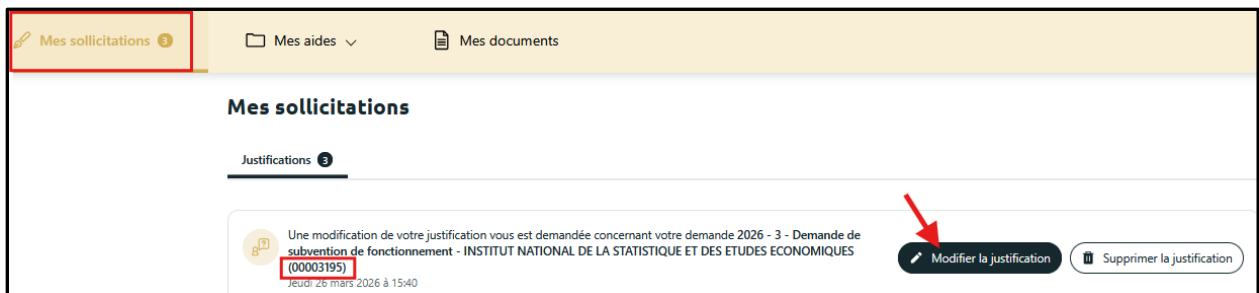 Mes sollicitations 3 Mes aides Mes documents
Mes sollicitations
Justifications 3
Une modification de votre justification vous est demandée concernant votre demande 2026 - 3 - Demande de
subvention de fonctionnement - INSTITUT NATIONAL DE LA STATISTIQUE ET DES ETUDES ECONOMIQUES
(00003195)
Jeudi 26 mars 2026 à 15:40
Modifier la justification Supprimer la justification